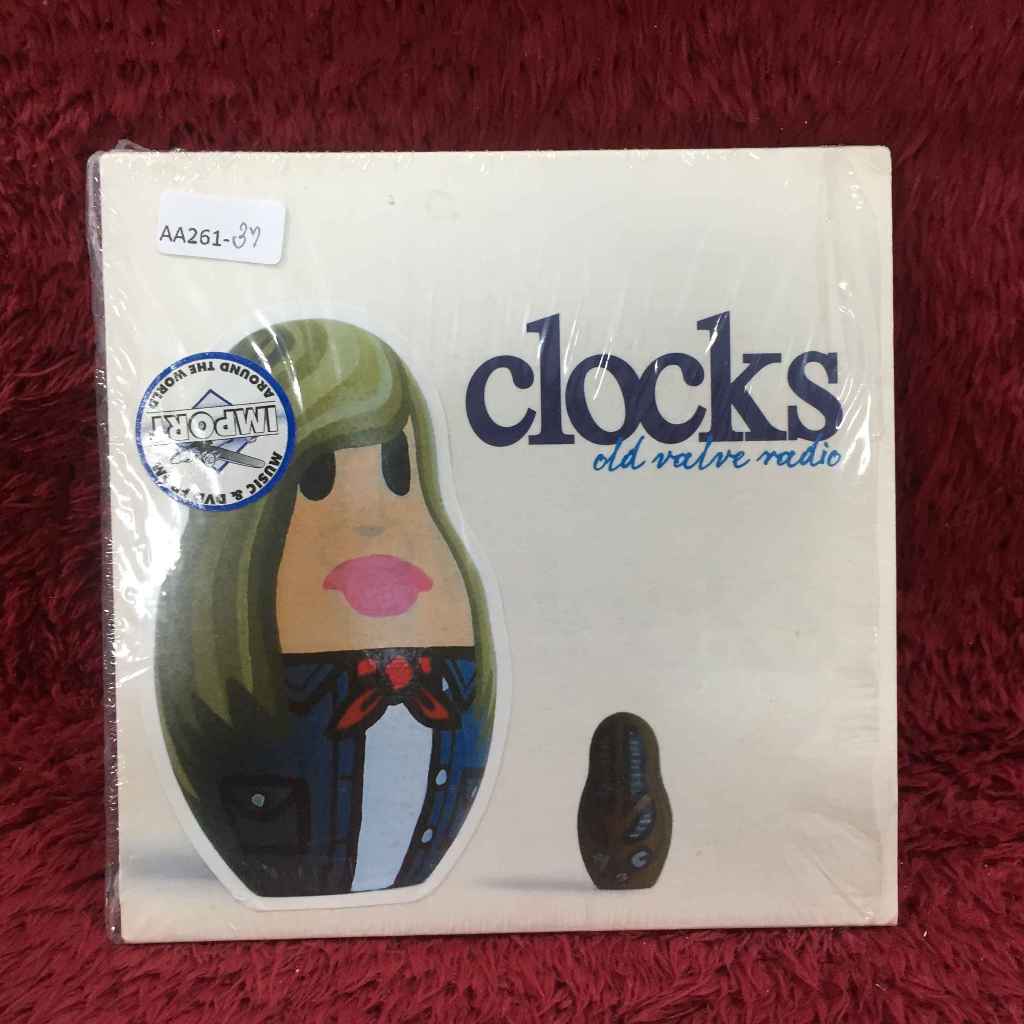 AA261-37
clocks
old valve radio
AROUND THE WORLD
IMPORT
MUSIC & DVD